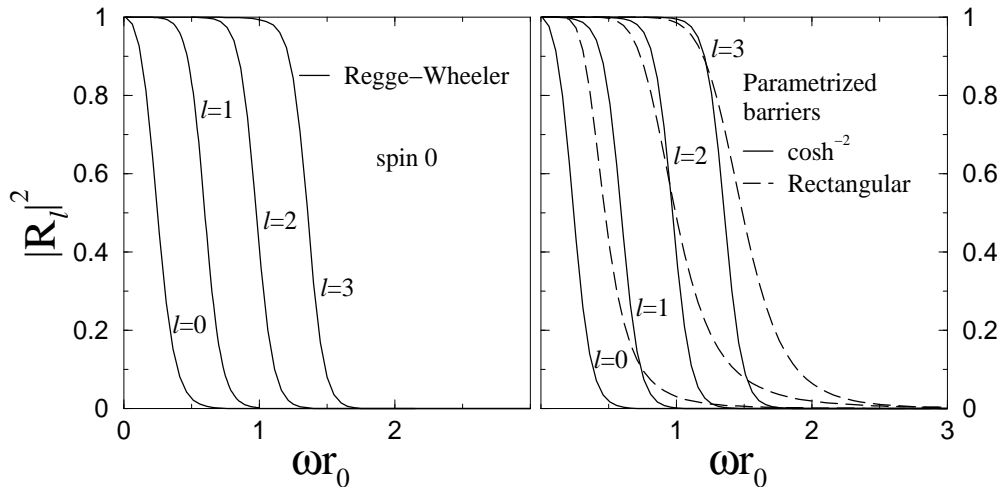 |R_l|^2
1
0.8
0.6
0.4
0.2
0
0
1
2
ωr_0
Regge−Wheeler
spin 0
l=0
l=1
l=2
l=3
l=3
Parametrized
barriers
cosh^−2
Rectangular
l=2
l=1
l=0
1
0.8
0.6
0.4
0.2
0
1
2
3
ωr_0